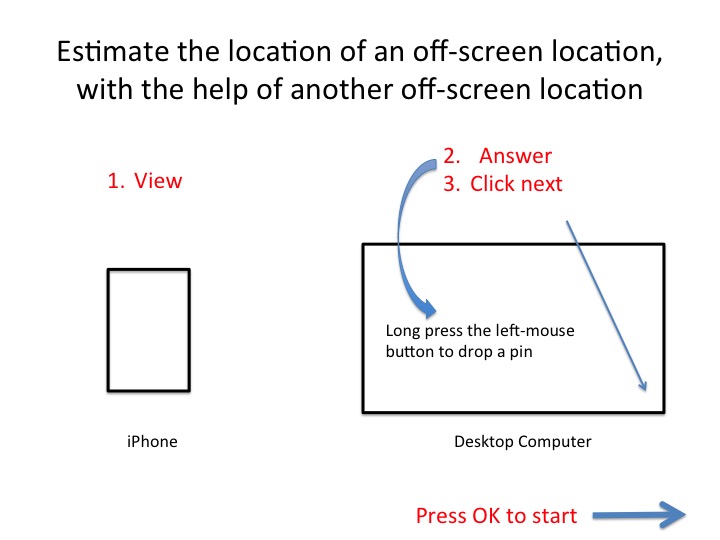 Estimate the location of an off-screen location,
with the help of another off-screen location
1. View
2. Answer
3. Click next
Long press the left-mouse
button to drop a pin
iPhone
Desktop Computer
Press OK to start